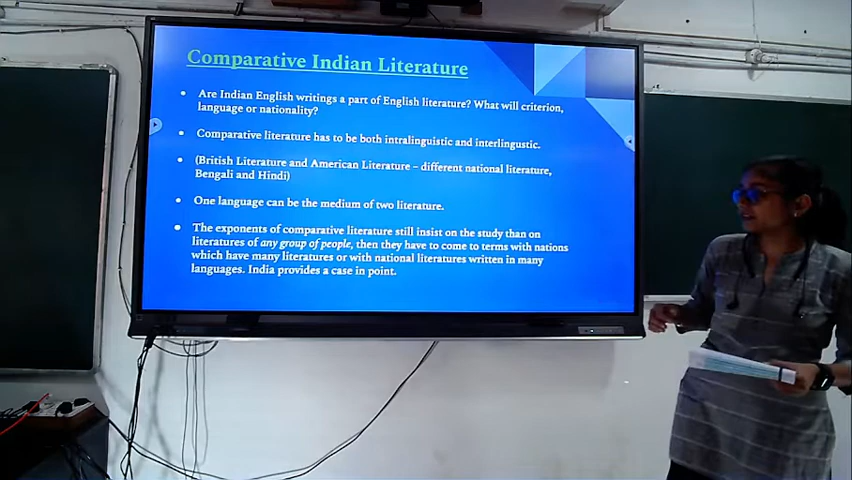 Comparative Indian Literature
Are Indian English writings a part of English literature? What will criterion,
language or nationality?
Comparative literature has to be both intralinguistic and interlingustic.
(British Literature and American Literature – different national literature,
Bengali and Hindi)
One language can be the medium of two literature.
The exponents of comparative literature still insist on the study than on
literatures of any group of people, then they have to come to terms with nations
which have many literatures or with national literatures written in many
languages. India provides a case in point.